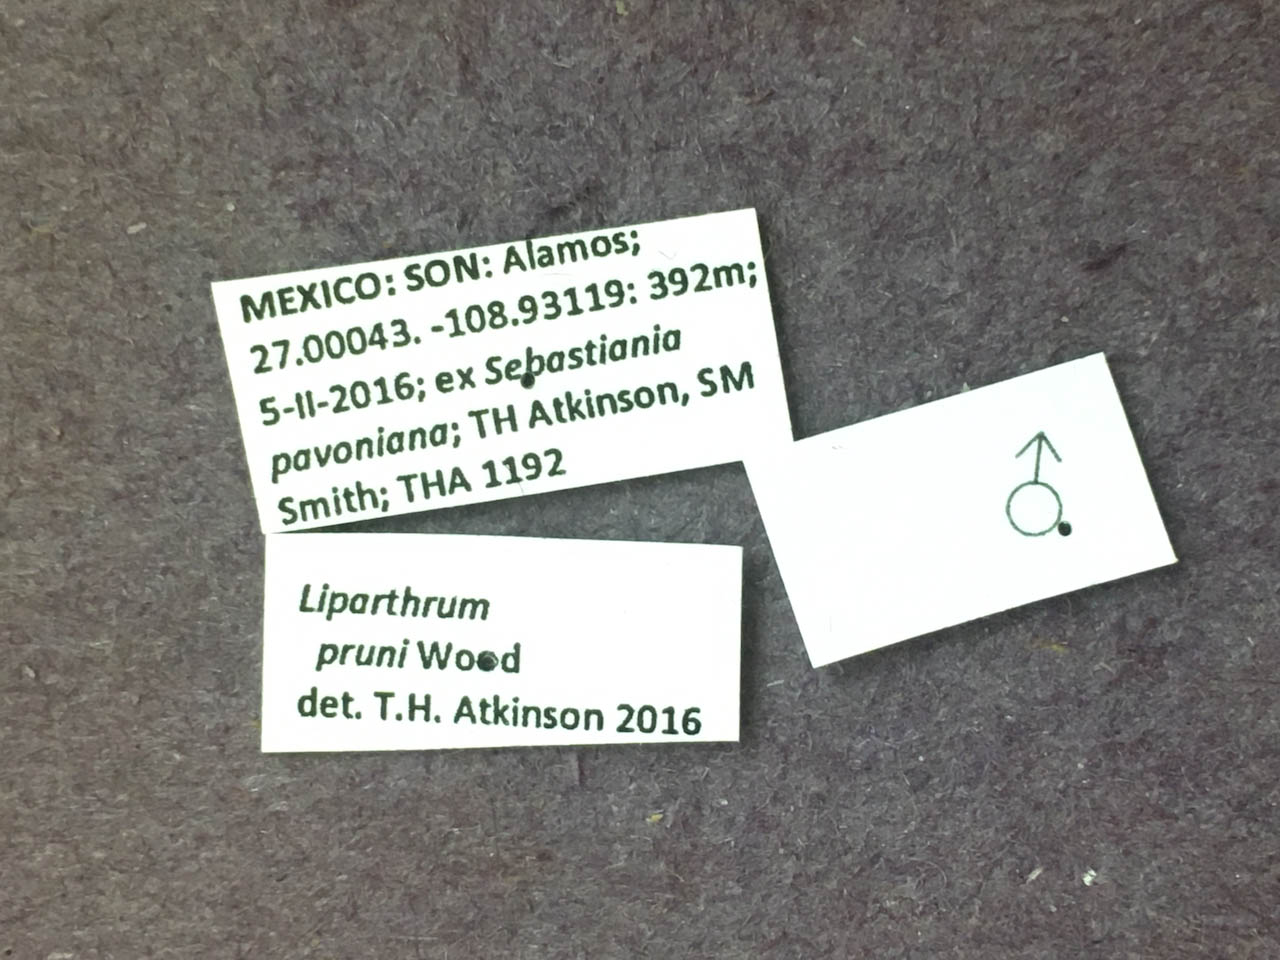 MEXICO: SON: Alamos;
27.00043. -108.93119: 392m;
5-II-2016; ex Sebastiania
pavoniana; TH Atkinson, SM
Smith; THA 1192
Liparthrum
pruni Wood
det. T.H. Atkinson 2016
♂